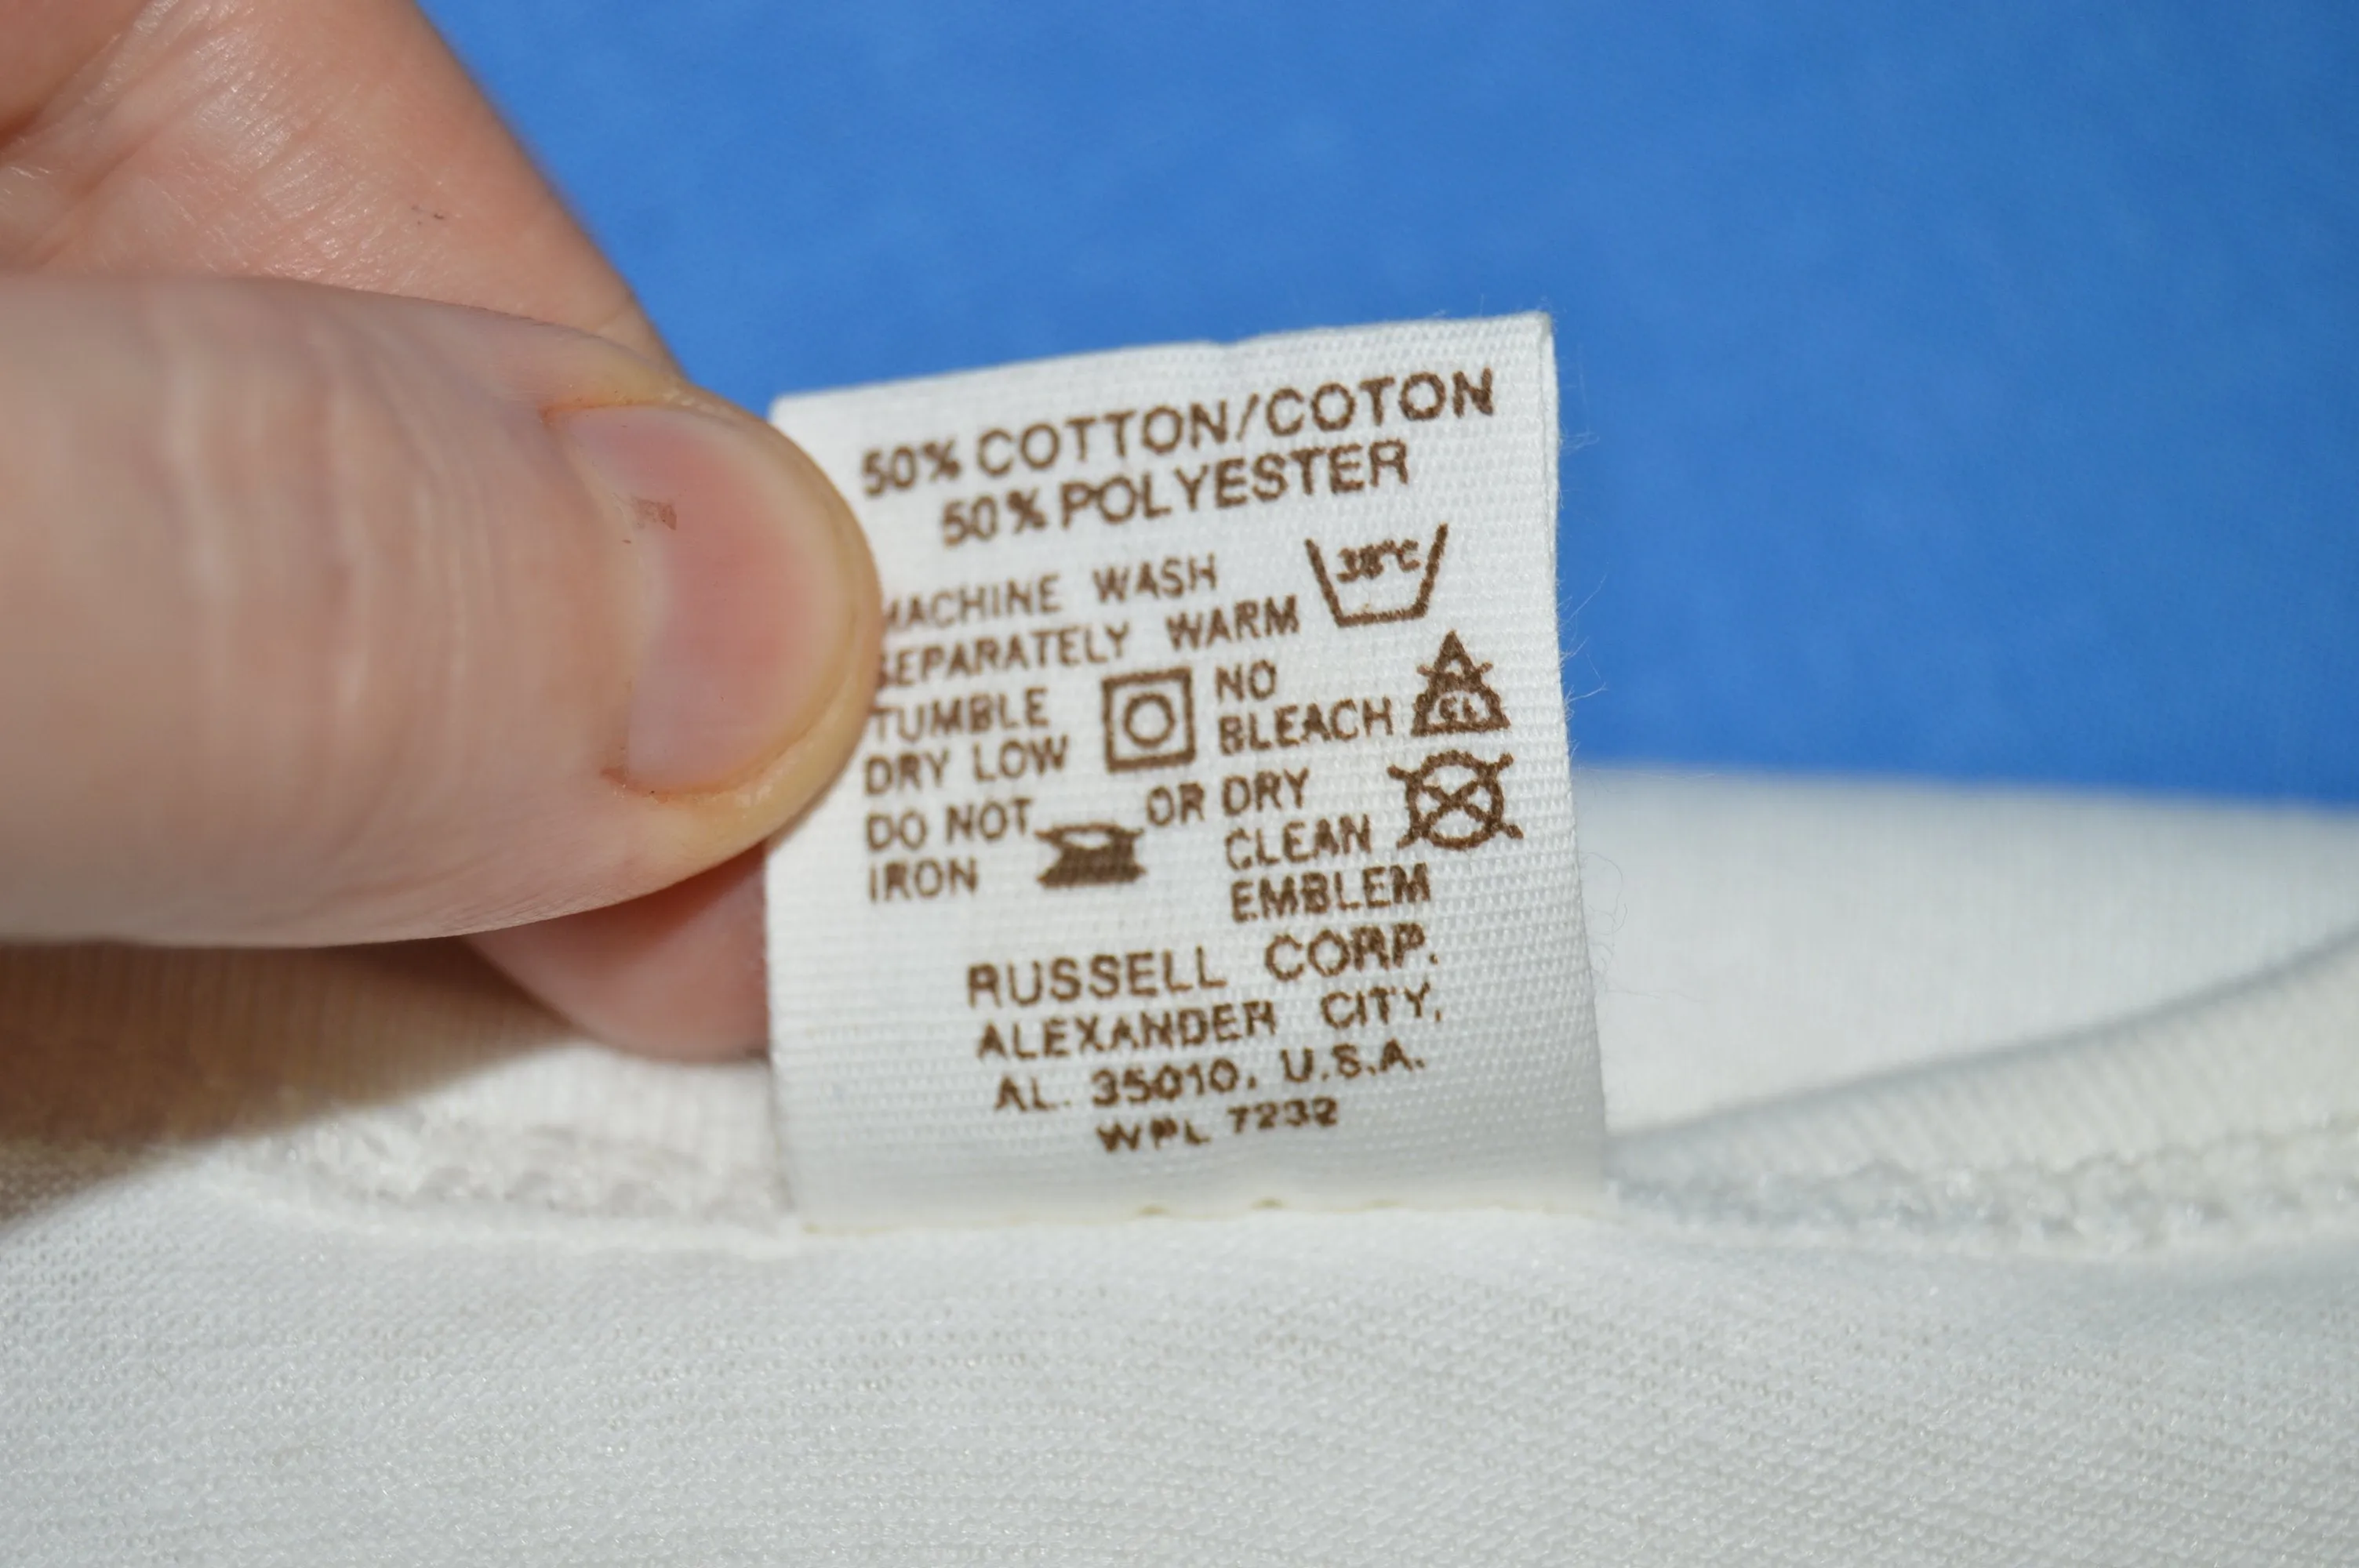 50% COTTON/COTON
50% POLYESTER
MACHINE WASH
SEPARATELY WARM
38°C
TUMBLE
DRY LOW
NO
BLEACH
CL
DO NOT
IRON
OR DRY
CLEAN
EMBLEM
RUSSELL CORP.
ALEXANDER CITY,
AL. 35010. U.S.A.
WPL 7232